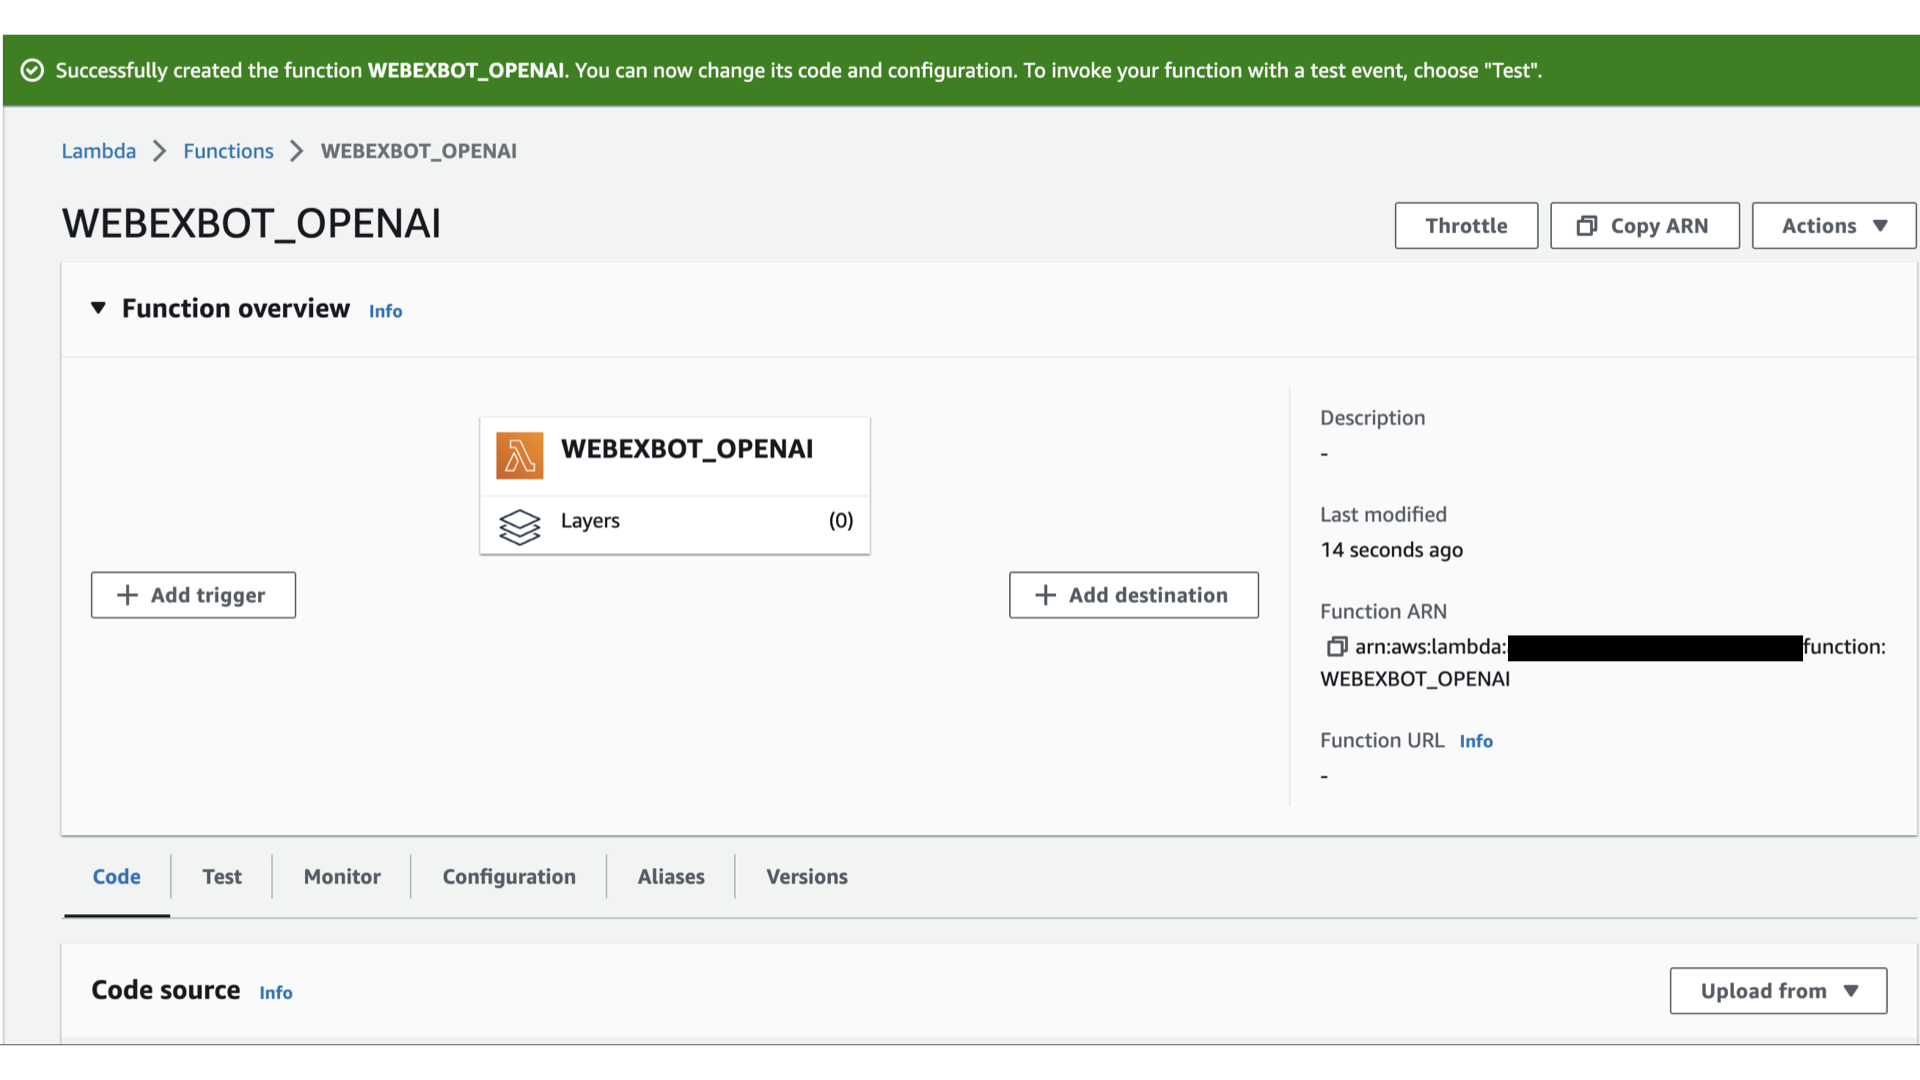 Successfully created the function WEBEXBOT_OPENAI. You can now change its code and configuration. To invoke your function with a test event, choose "Test".
Lambda > Functions > WEBEXBOT_OPENAI
WEBEXBOT_OPENAI
Throttle
Copy ARN
Actions
Function overview Info
WEBEXBOT_OPENAI
Layers (0)
Add trigger
Add destination
Description
-
Last modified
14 seconds ago
Function ARN
arn:aws:lambda: function:
WEBEXBOT_OPENAI
Function URL Info
-
Code
Test
Monitor
Configuration
Aliases
Versions
Code source Info
Upload from